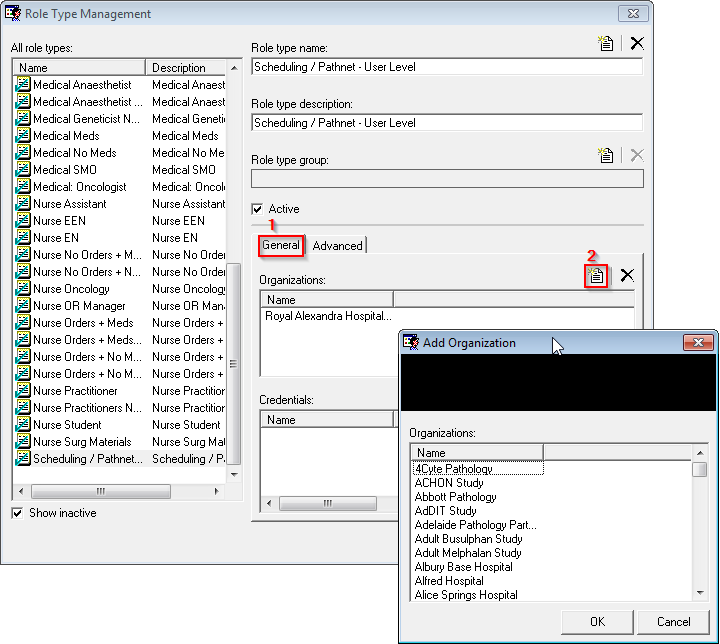 Role Type Management
All role types:
Name Description
Medical Anaesthetist Medical Anaest
Medical Anaesthetist ... Medical Anaest
Medical Geneticist N... Medical Geneti
Medical Meds Medical Meds
Medical No Meds Medical No Me
Medical SMO Medical SMO
Medical: Oncologist Medical: Oncol
Nurse Assistant Nurse Assistant
Nurse EEN Nurse EEN
Nurse EN Nurse EN
Nurse No Orders + M... Nurse No Order
Nurse No Orders + N... Nurse No Order
Nurse Oncology Nurse Oncology
Nurse OR Manager Nurse OR Man
Nurse Orders + Meds Nurse Orders +
Nurse Orders + Meds... Nurse Orders +
Nurse Orders + No M... Nurse Orders +
Nurse Orders + No M... Nurse Orders +
Nurse Practitioner Nurse Practition
Nurse Practitioners N... Nurse Practition
Nurse Student Nurse Student
Nurse Surg Materials Nurse Surg Mat
Scheduling / Pathnet... Scheduling / P
Show inactive
Role type name:
Scheduling / Pathnet - User Level
Role type description:
Scheduling / Pathnet - User Level
Role type group:
Active
1
General Advanced
2
Organizations:
Name
Royal Alexandra Hospital...
Credentials:
Name
Add Organization
Organizations:
Name
4Cyte Pathology
ACHON Study
Abbott Pathology
AdDIT Study
Adelaide Pathology Part...
Adult Busulphan Study
Adult Melphalan Study
Albury Base Hospital
Alfred Hospital
Alice Springs Hospital
OK Cancel